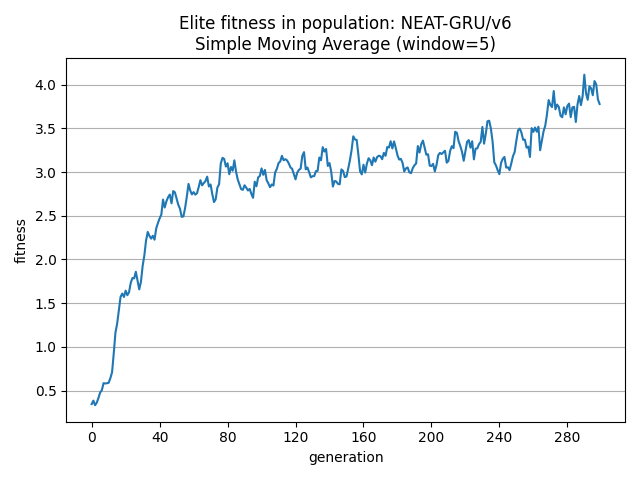 Elite fitness in population: NEAT-GRU/v6
Simple Moving Average (window=5)
fitness
4.0
3.5
3.0
2.5
2.0
1.5
1.0
0.5
0 40 80 120 160 200 240 280
generation